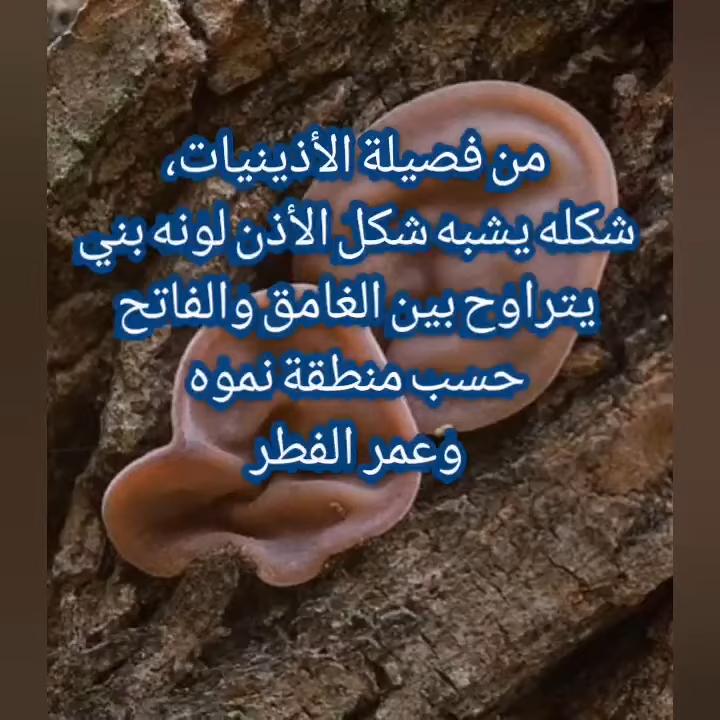 من فصيلة الأذينيات،
شكله يشبه شكل الأذن لونه بني
يتراوح بين الغامق والفاتح
حسب منطقة نموه
وعمر الفطر